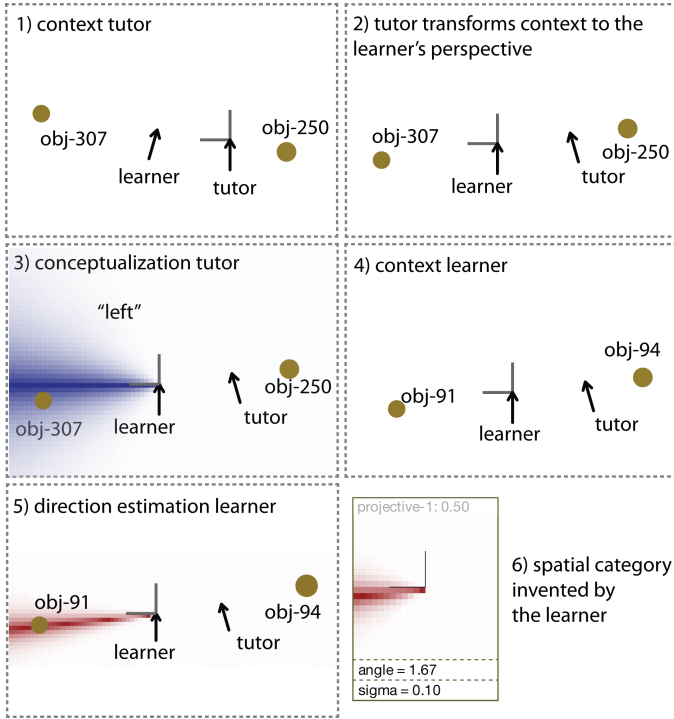 1) context tutor
obj-307
learner
tutor
obj-250
2) tutor transforms context to the
learner’s perspective
obj-307
learner
tutor
obj-250
3) conceptualization tutor
“left”
obj-307
learner
tutor
obj-250
4) context learner
obj-91
learner
tutor
obj-94
5) direction estimation learner
obj-91
learner
tutor
obj-94
projective-1: 0.50
angle = 1.67
sigma = 0.10
6) spatial category
invented by
the learner